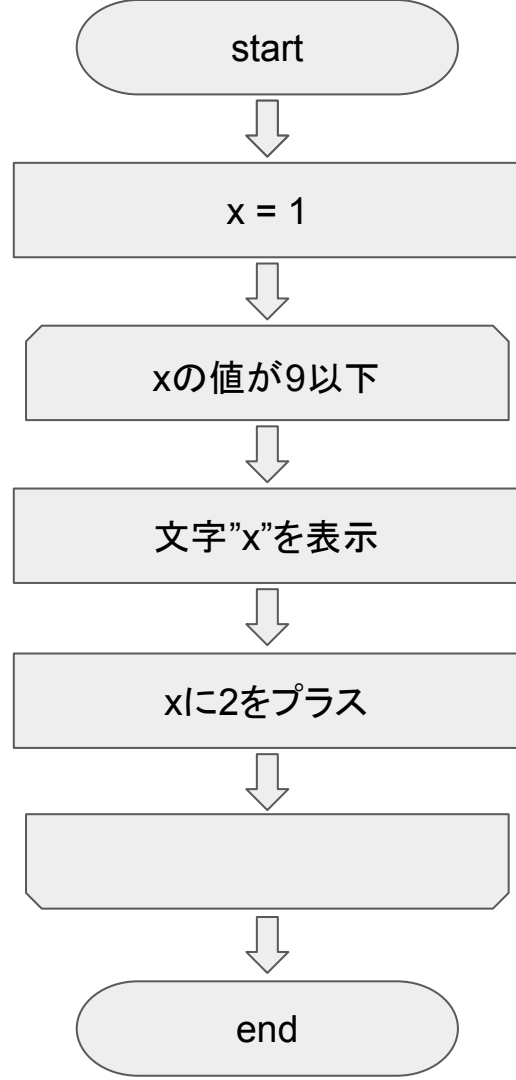 start
x = 1
xの値が9以下
文字”x”を表示
xに2をプラス
end